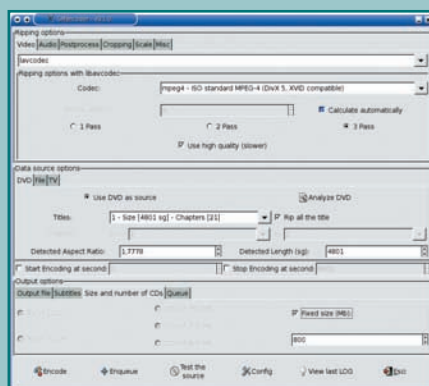 Ripping options
Video Audio Postprocess Cropping Scale Misc
lavcodec
Ripping options with libavcodec
Codec: mpeg4 - ISO standard MPEG-4 (DivX 5, XVID compatible)
Calculate automatically
1 Pass 2 Pass 3 Pass
Use high quality (slower)
Data source options
DVD File TV
Use DVD as source Analyze DVD
Titles: 1 - Size [4801 sg] - Chapters [21] Rip all the title
Detected Aspect Ratio: 1,7778 Detected Length (sg): 4801
Start Encoding at second: Stop Encoding at second:
Output options
Output file Subtitles Size and number of CDs Queue
Fixed size (Mb):
800
Encode Enqueue Test the source Config View last LOG Exit